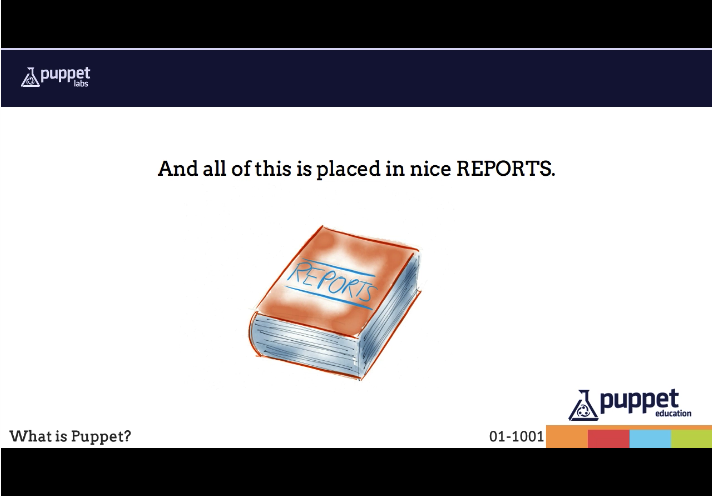 puppet
labs
And all of this is placed in nice REPORTS.
REPORTS
puppet
education
What is Puppet?
01-1001